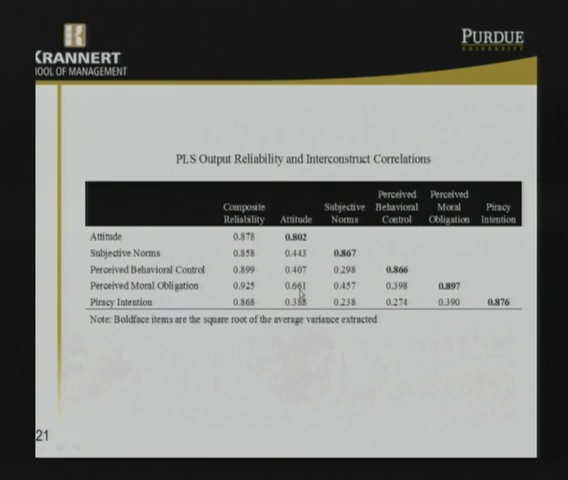 KRANNERT
OOL OF MANAGEMENT
PURDUE
UNIVERSITY
PLS Output Reliability and Interconstruct Correlations
Composite Reliability Attitude Subjective Norms Perceived Behavioral Control Perceived Moral Obligation Piracy Intention
Attitude 0.878 0.802
Subjective Norms 0.858 0.443 0.867
Perceived Behavioral Control 0.899 0.407 0.298 0.866
Perceived Moral Obligation 0.925 0.661 0.457 0.398 0.897
Piracy Intention 0.868 0.388 0.238 0.274 0.390 0.876
Note: Boldface items are the square root of the average variance extracted
21